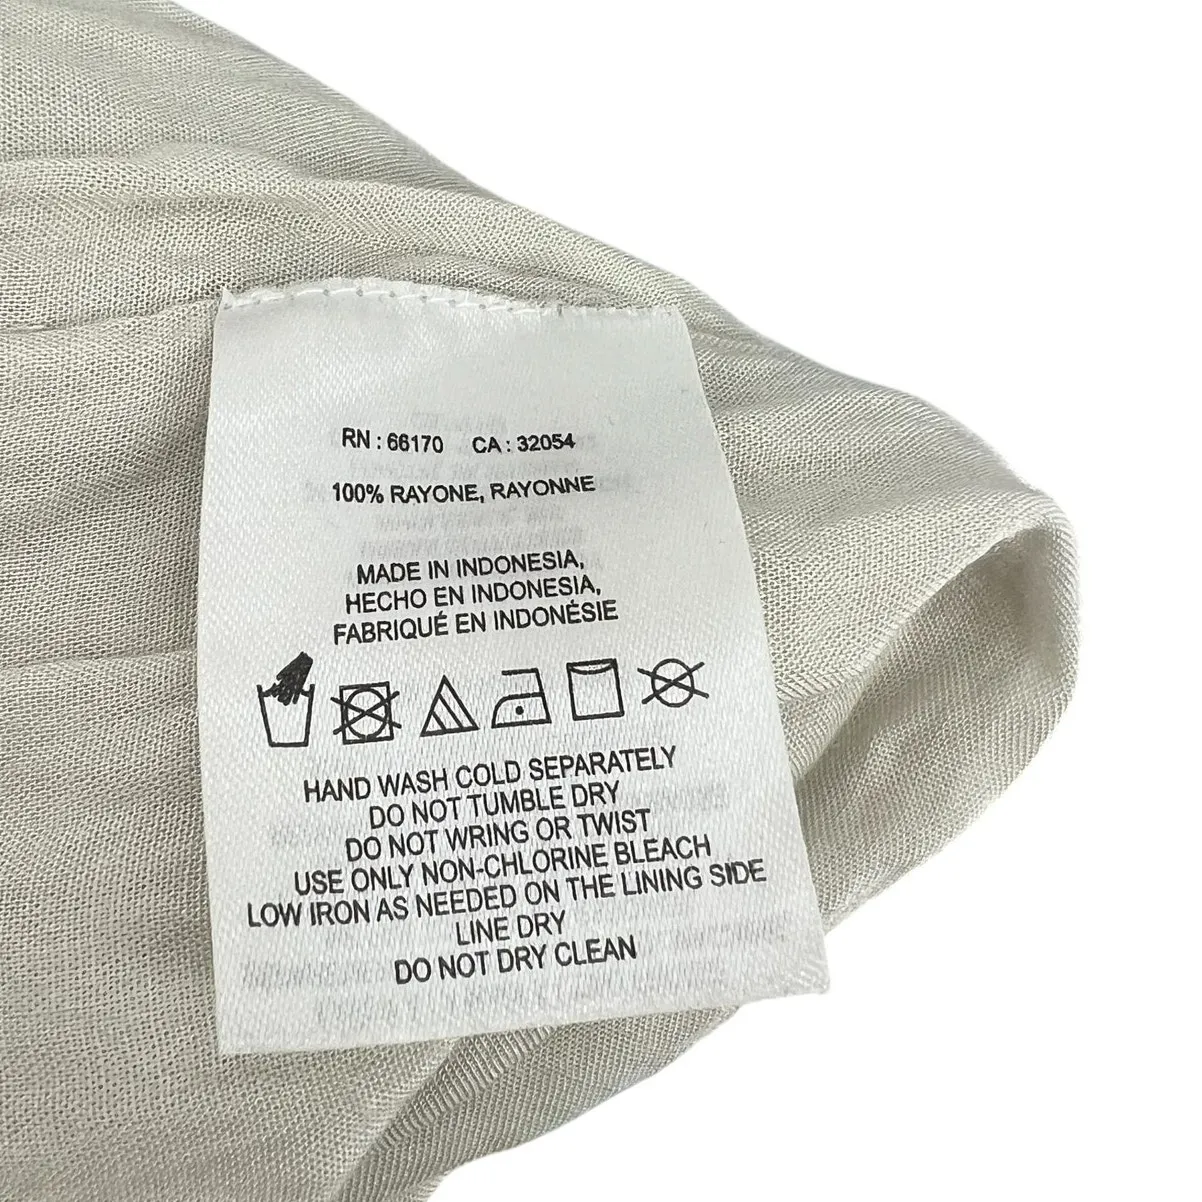 RN : 66170 CA : 32054
100% RAYONE, RAYONNE
MADE IN INDONESIA,
HECHO EN INDONESIA,
FABRIQUÉ EN INDONÉSIE
HAND WASH COLD SEPARATELY
DO NOT TUMBLE DRY
DO NOT WRING OR TWIST
USE ONLY NON-CHLORINE BLEACH
LOW IRON AS NEEDED ON THE LINING SIDE
LINE DRY
DO NOT DRY CLEAN